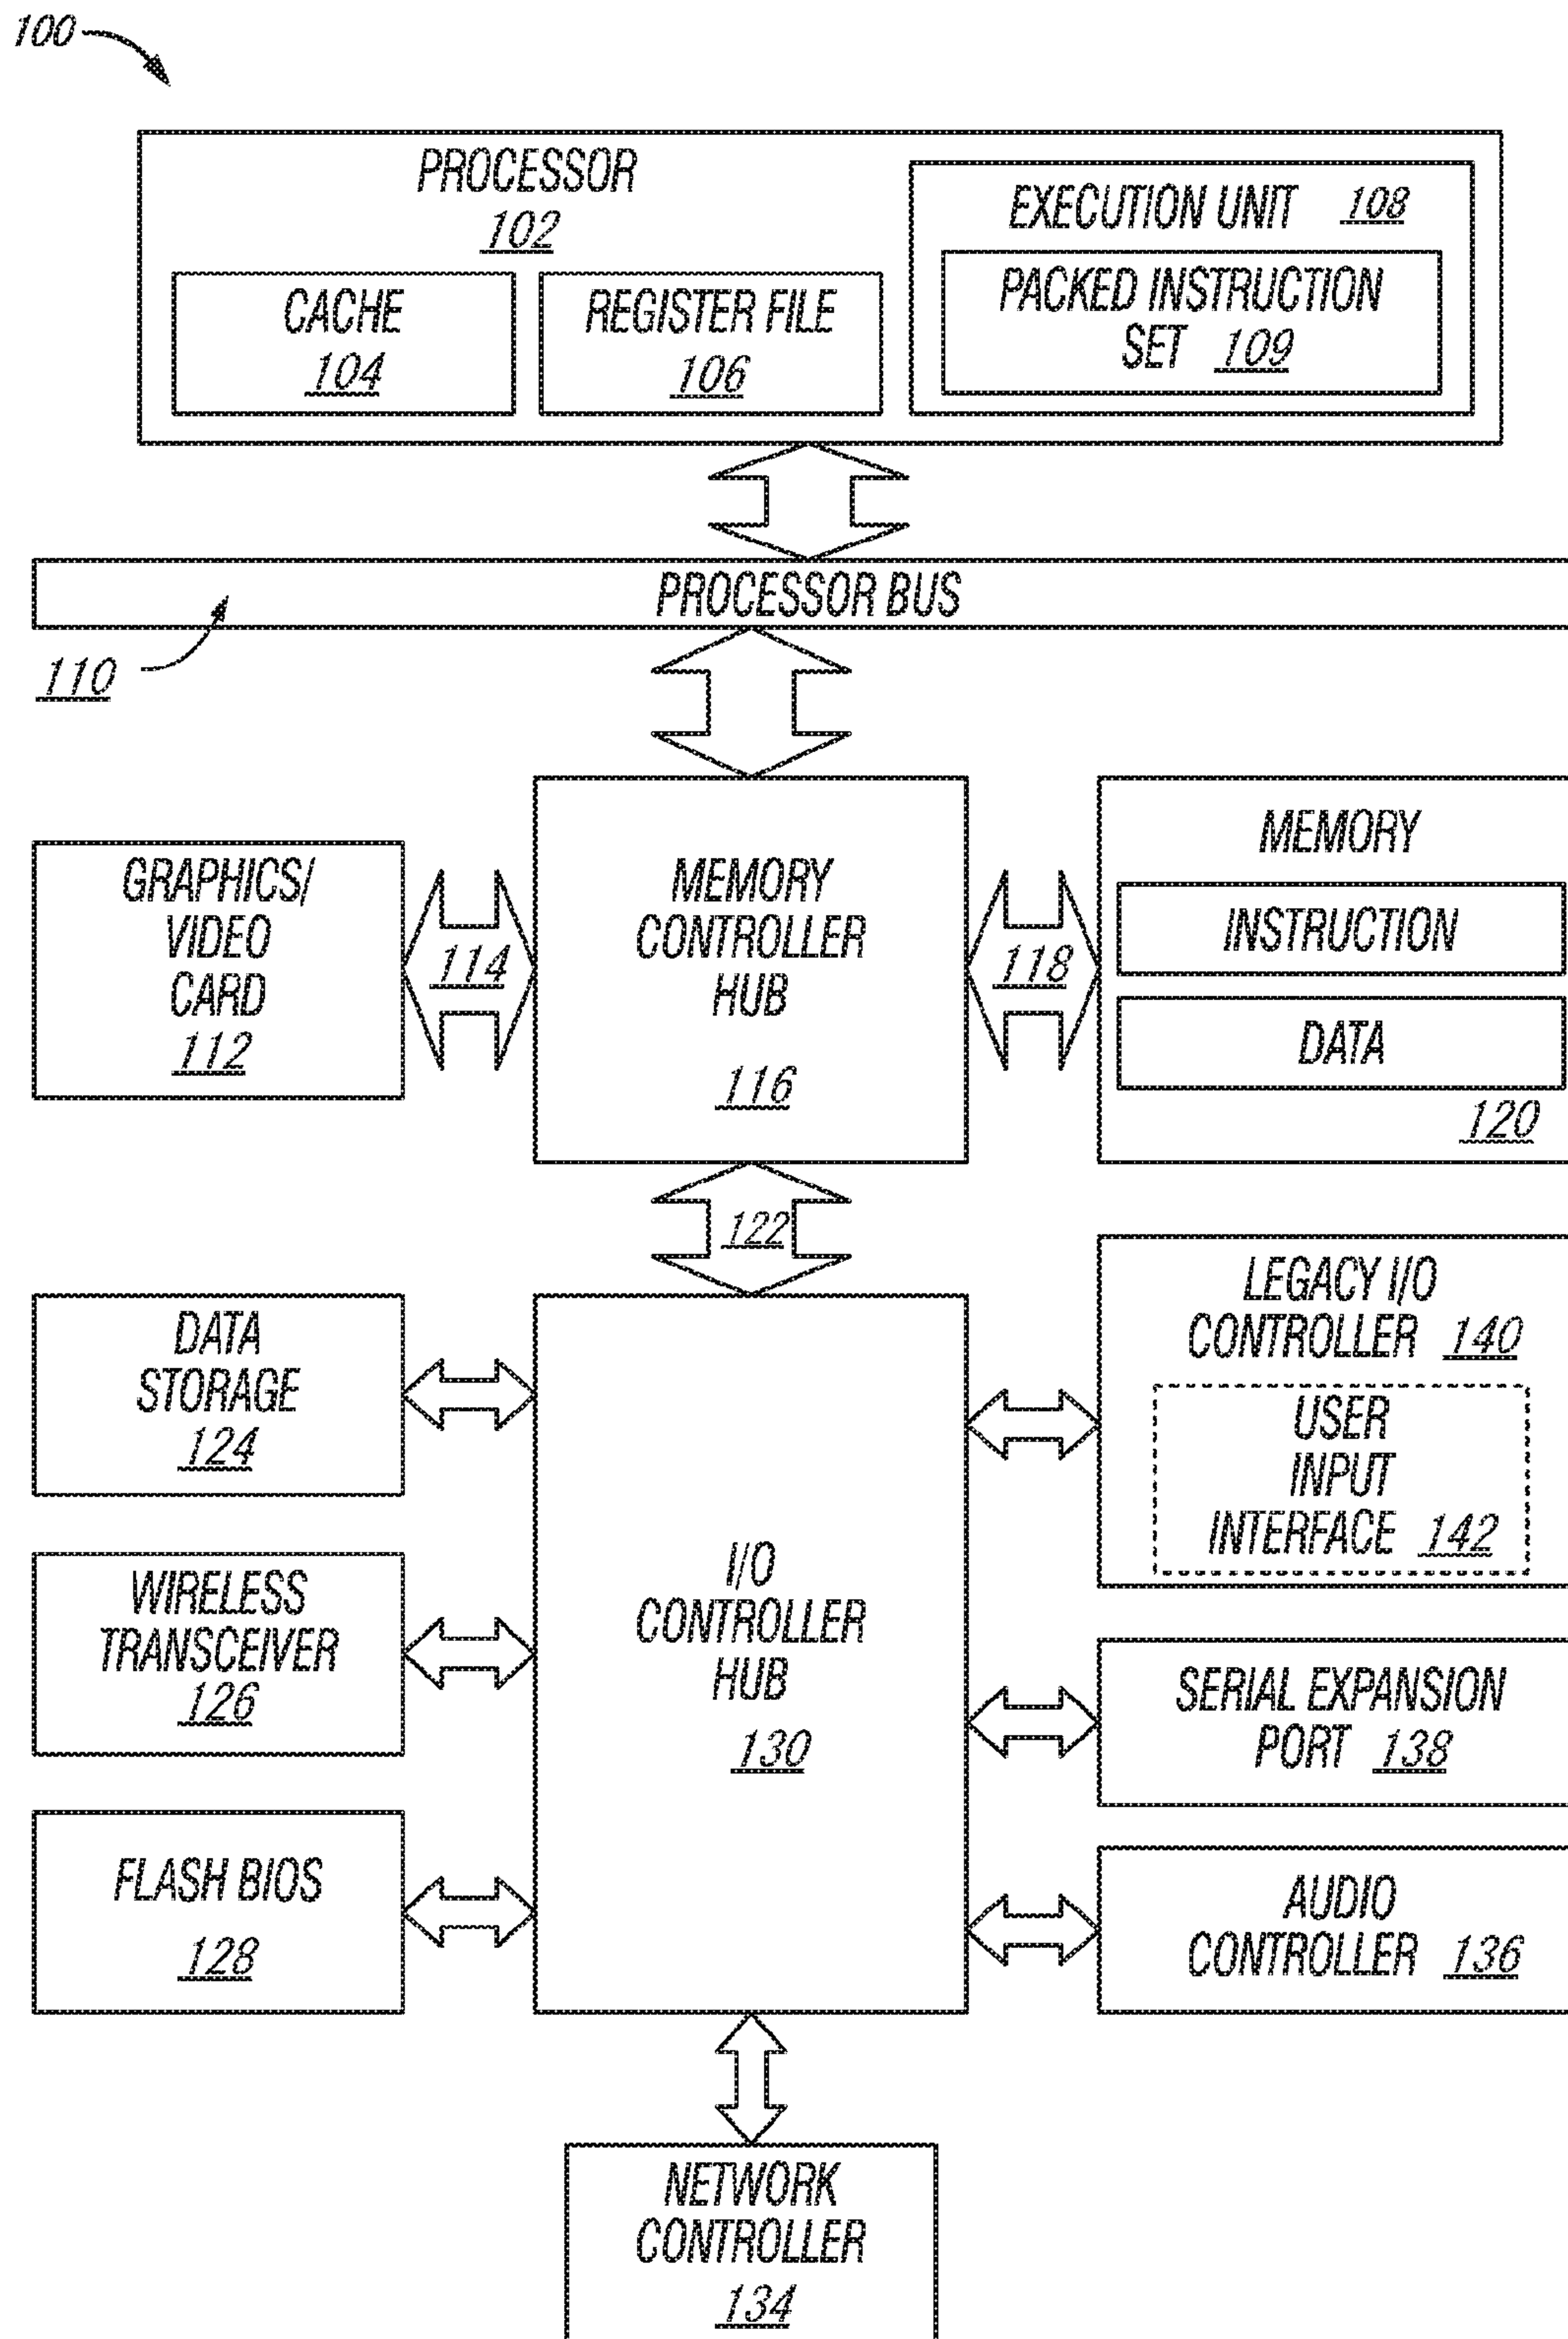 100
PROCESSOR
102
CACHE
104
REGISTER FILE
106
EXECUTION UNIT 108
PACKED INSTRUCTION
SET 109
PROCESSOR BUS
110
GRAPHICS/
VIDEO
CARD
112
114
MEMORY
CONTROLLER
HUB
116
118
MEMORY
INSTRUCTION
DATA
120
122
DATA
STORAGE
124
WIRELESS
TRANSCEIVER
126
FLASH BIOS
128
I/O
CONTROLLER
HUB
130
LEGACY I/O
CONTROLLER 140
USER
INPUT
INTERFACE 142
SERIAL EXPANSION
PORT 138
AUDIO
CONTROLLER 136
NETWORK
CONTROLLER
134